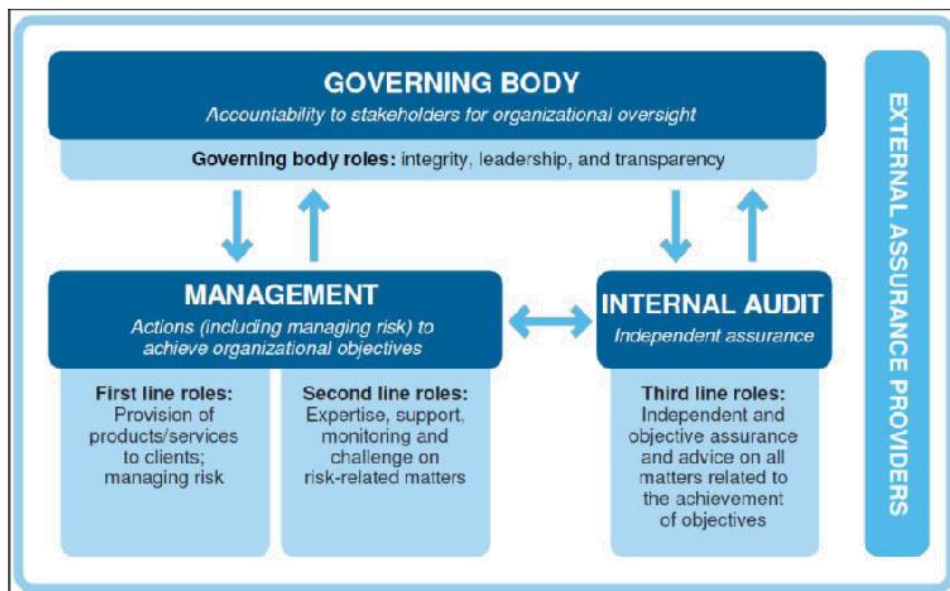 GOVERNING BODY
Accountability to stakeholders for organizational oversight
Governing body roles: integrity, leadership, and transparency
MANAGEMENT
Actions (including managing risk) to
achieve organizational objectives
First line roles:
Provision of
products/services
to clients;
managing risk
Second line roles:
Expertise, support,
monitoring and
challenge on
risk-related matters
INTERNAL AUDIT
Independent assurance
Third line roles:
Independent and
objective assurance
and advice on all
matters related to
the achievement
of objectives
EXTERNAL ASSURANCE PROVIDERS